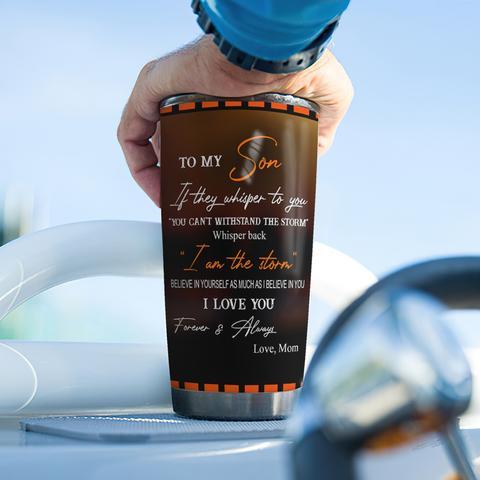 TO MY Son
If they whisper to you
"YOU CAN'T WITHSTAND THE STORM"
Whisper back
"I am the storm"
BELIEVE IN YOURSELF AS MUCH AS I BELIEVE IN YOU
I LOVE YOU
Forever & Always
Love, Mom